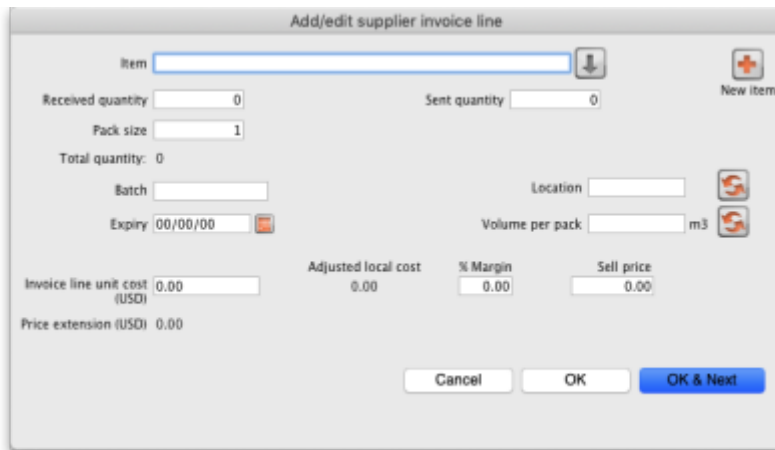 Add/edit supplier invoice line
Item
New item
Received quantity 0 Sent quantity 0
Pack size 1
Total quantity: 0
Batch Location
Expiry 00/00/00 Volume per pack m3
Adjusted local cost % Margin Sell price
Invoice line unit cost (USD) 0.00 0.00 0.00 0.00
Price extension (USD) 0.00
Cancel OK OK & Next